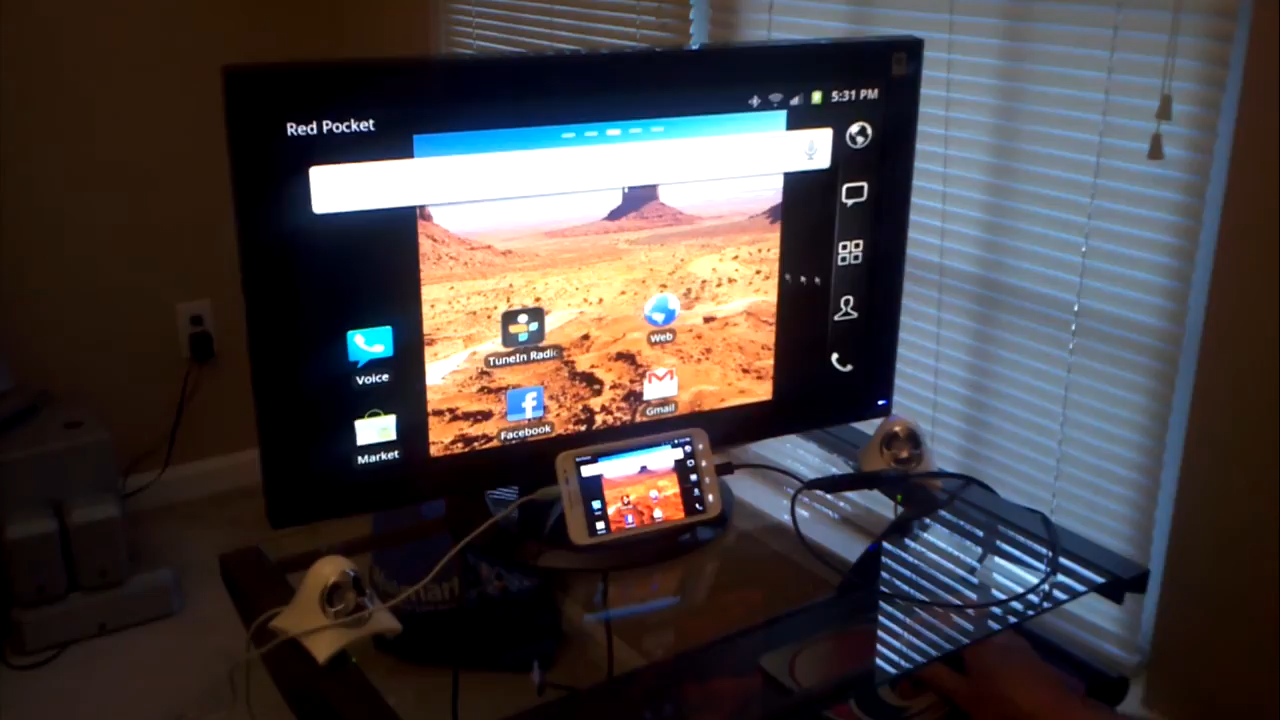 Red Pocket
5:31 PM
Voice
Market
TuneIn Radio
Facebook
Web
Gmail